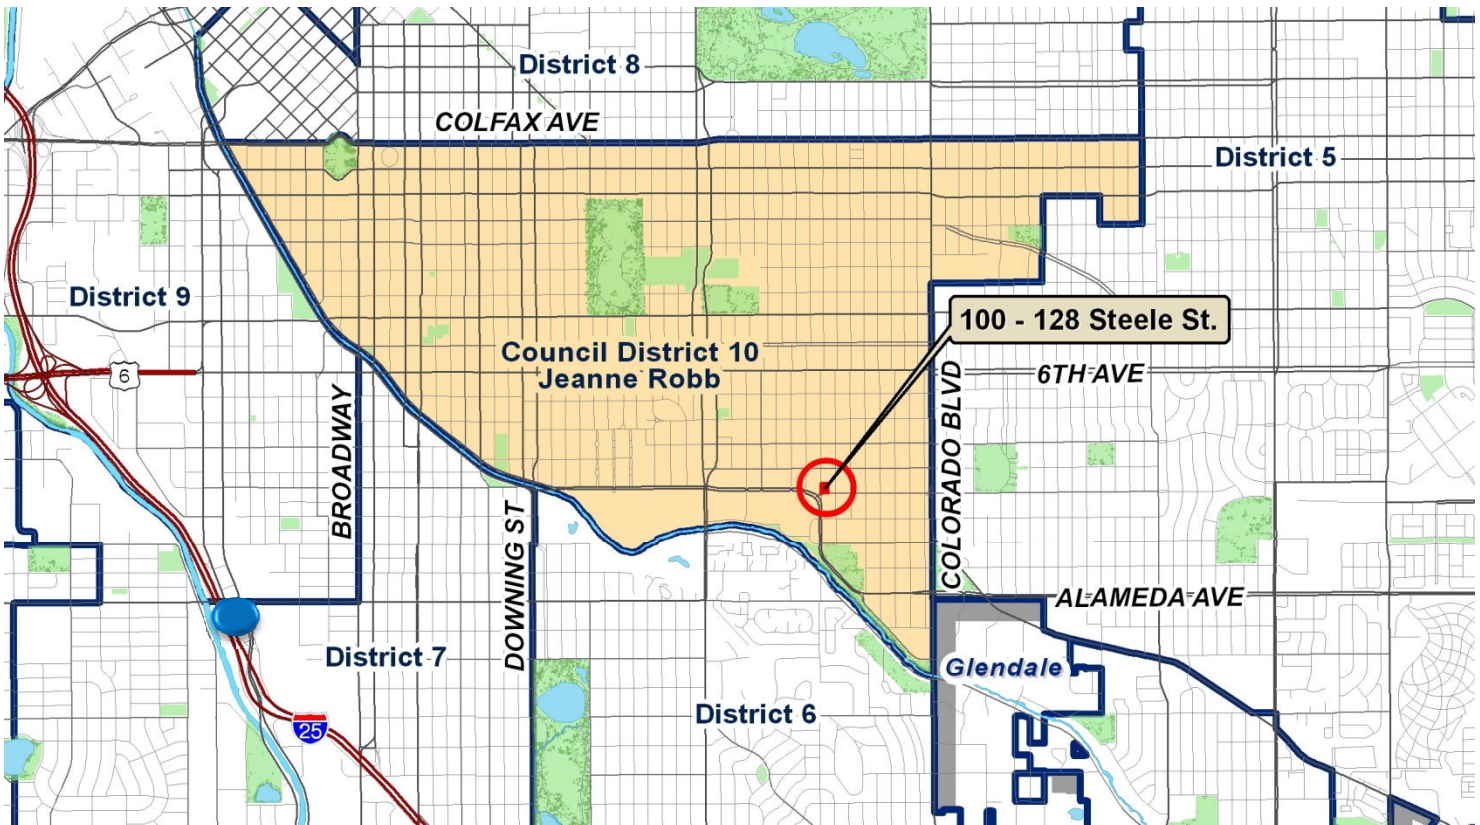 District 8
COLFAX AVE
District 5
District 9
100 - 128 Steele St.
Council District 10
Jeanne Robb
6
6TH AVE
BROADWAY
COLORADO BLVD
DOWNING ST
ALAMEDA AVE
District 7
Glendale
District 6
25